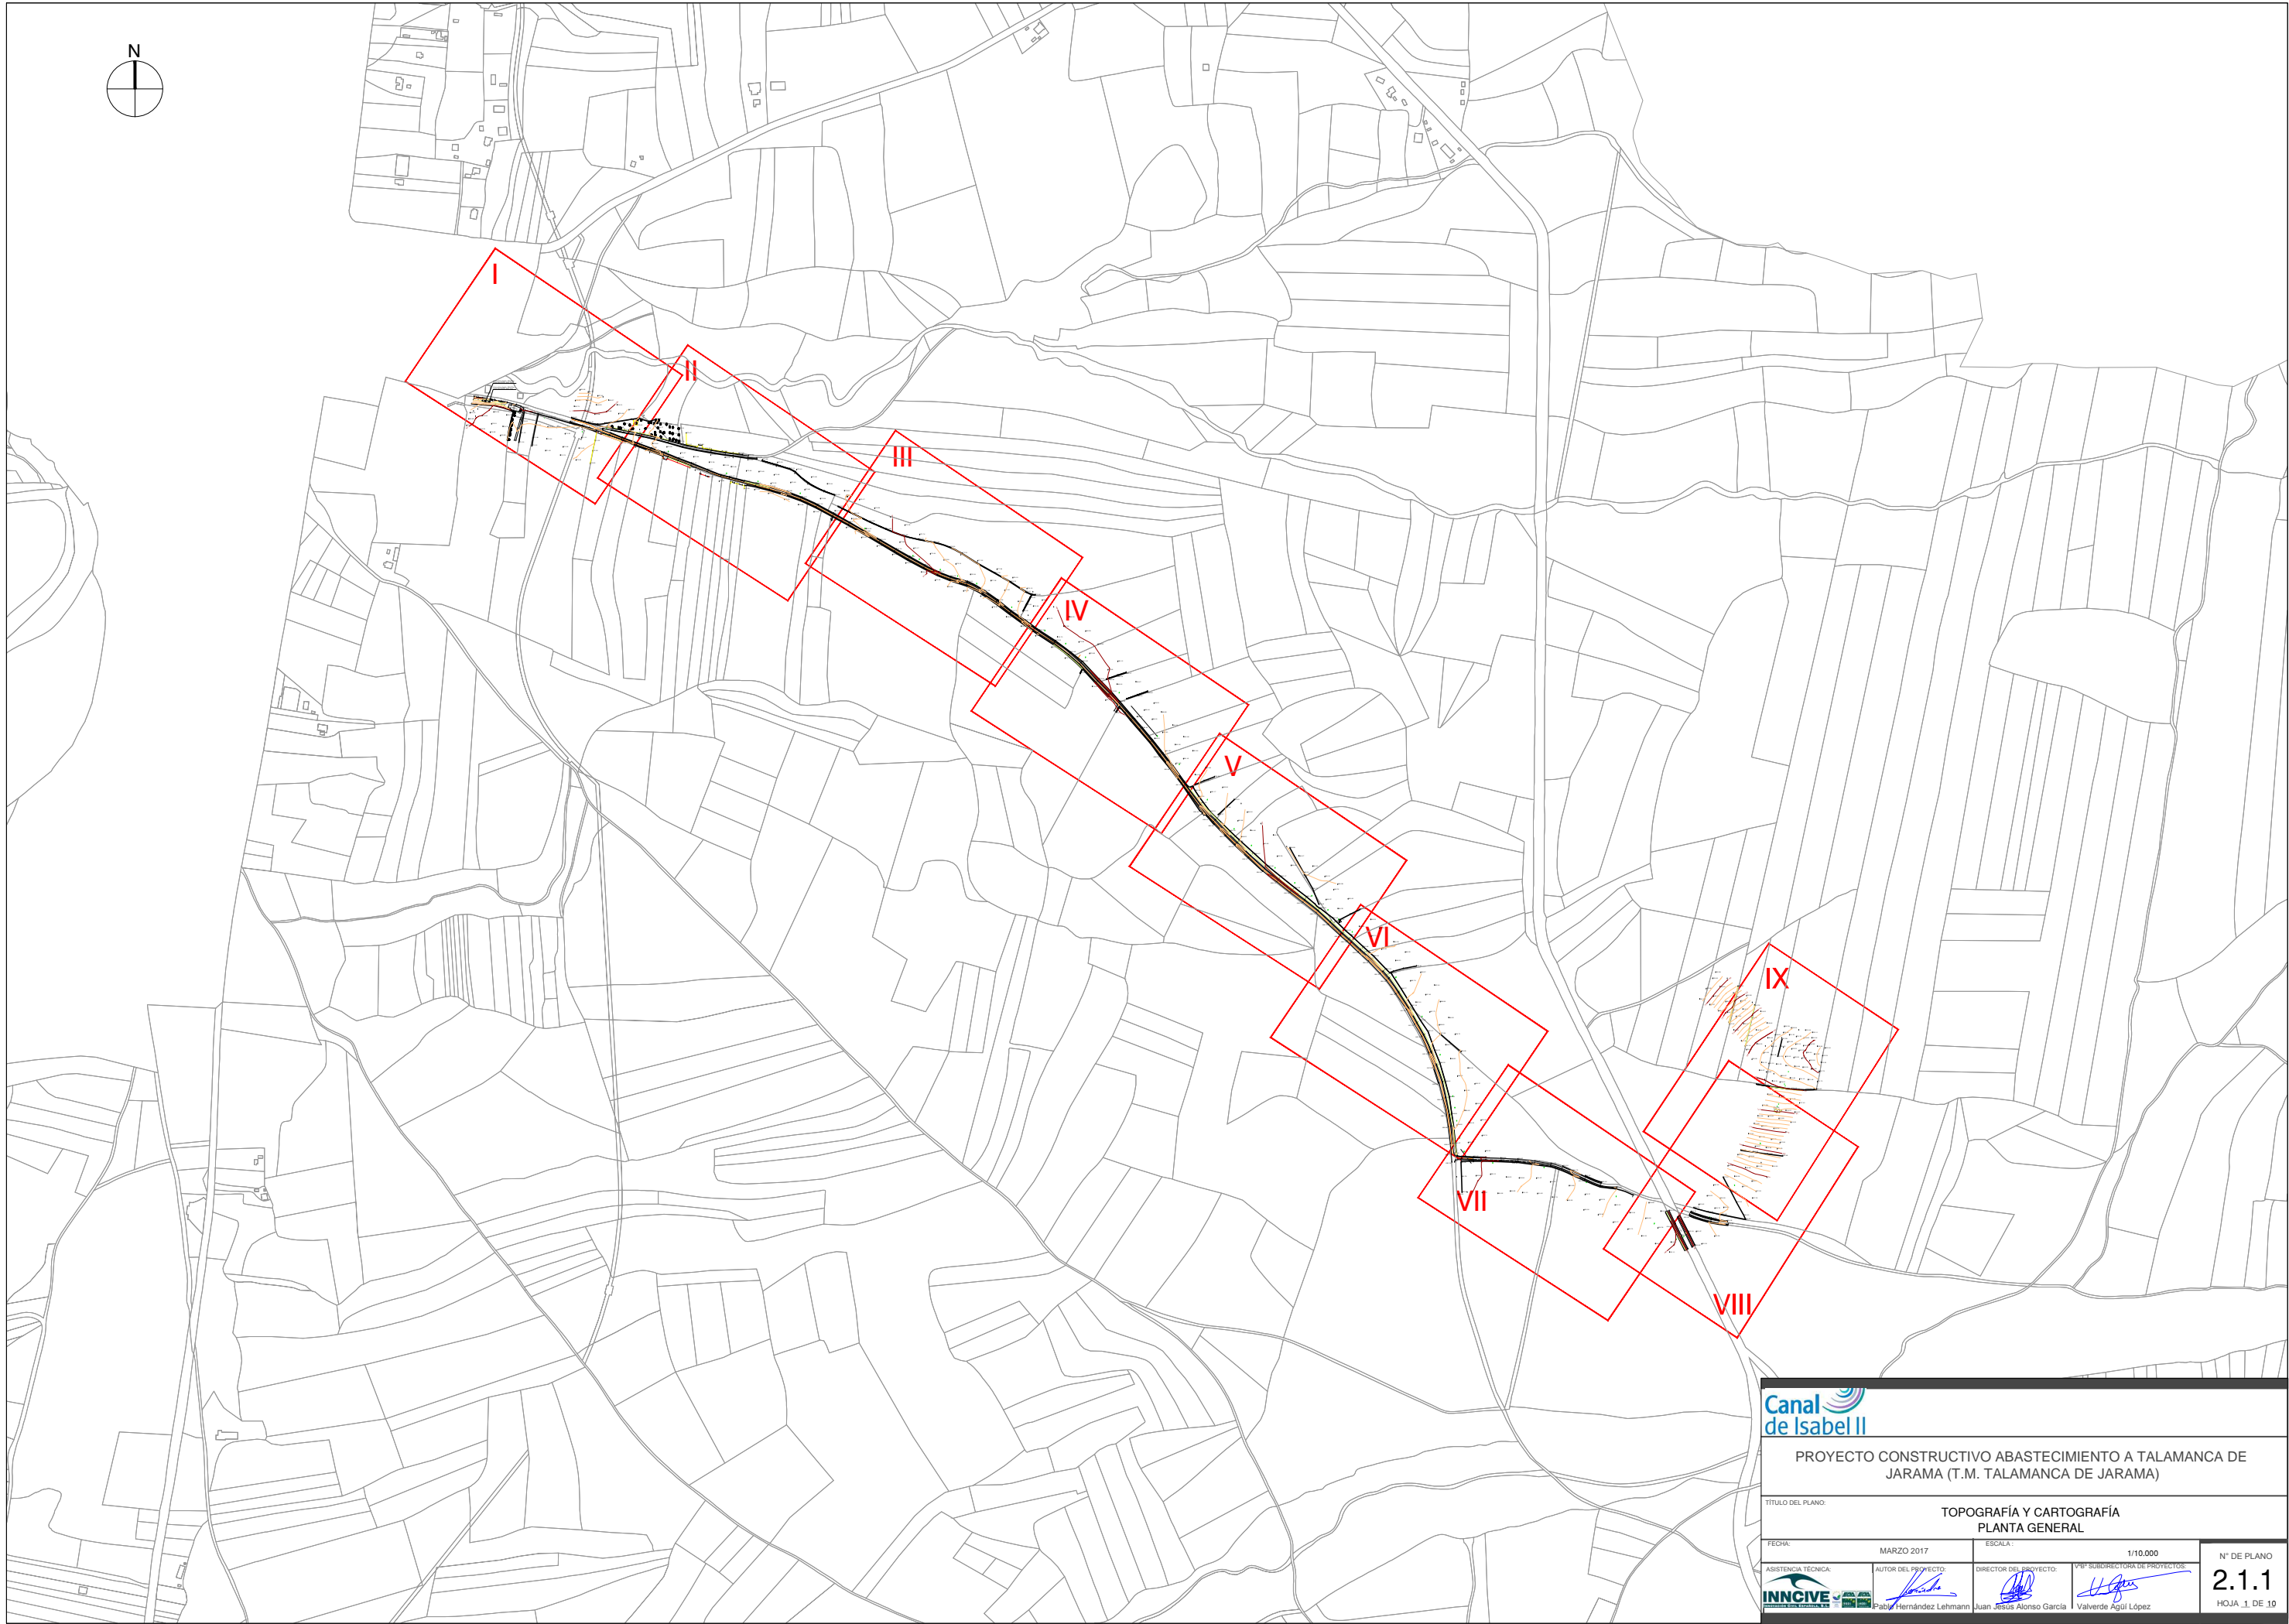 N
I
II
III
IV
V
VI
IX
VII
VIII
Canal
de Isabel II
PROYECTO CONSTRUCTIVO ABASTECIMIENTO A TALAMANCA DE
JARAMA (T.M. TALAMANCA DE JARAMA)
TÍTULO DEL PLANO:
TOPOGRAFÍA Y CARTOGRAFÍA
PLANTA GENERAL
FECHA:
MARZO 2017
ESCALA :
1/10.000
N° DE PLANO
2.1.1
HOJA 1 DE 10
ASISTENCIA TÉCNICA:
INNCIVE
AUTOR DEL PROYECTO:
Pablo Hernández Lehmann
DIRECTOR DEL PROYECTO:
Juan Jesús Alonso García
VºBº SUBDIRECTORA DE PROYECTOS:
Valverde Agüí López